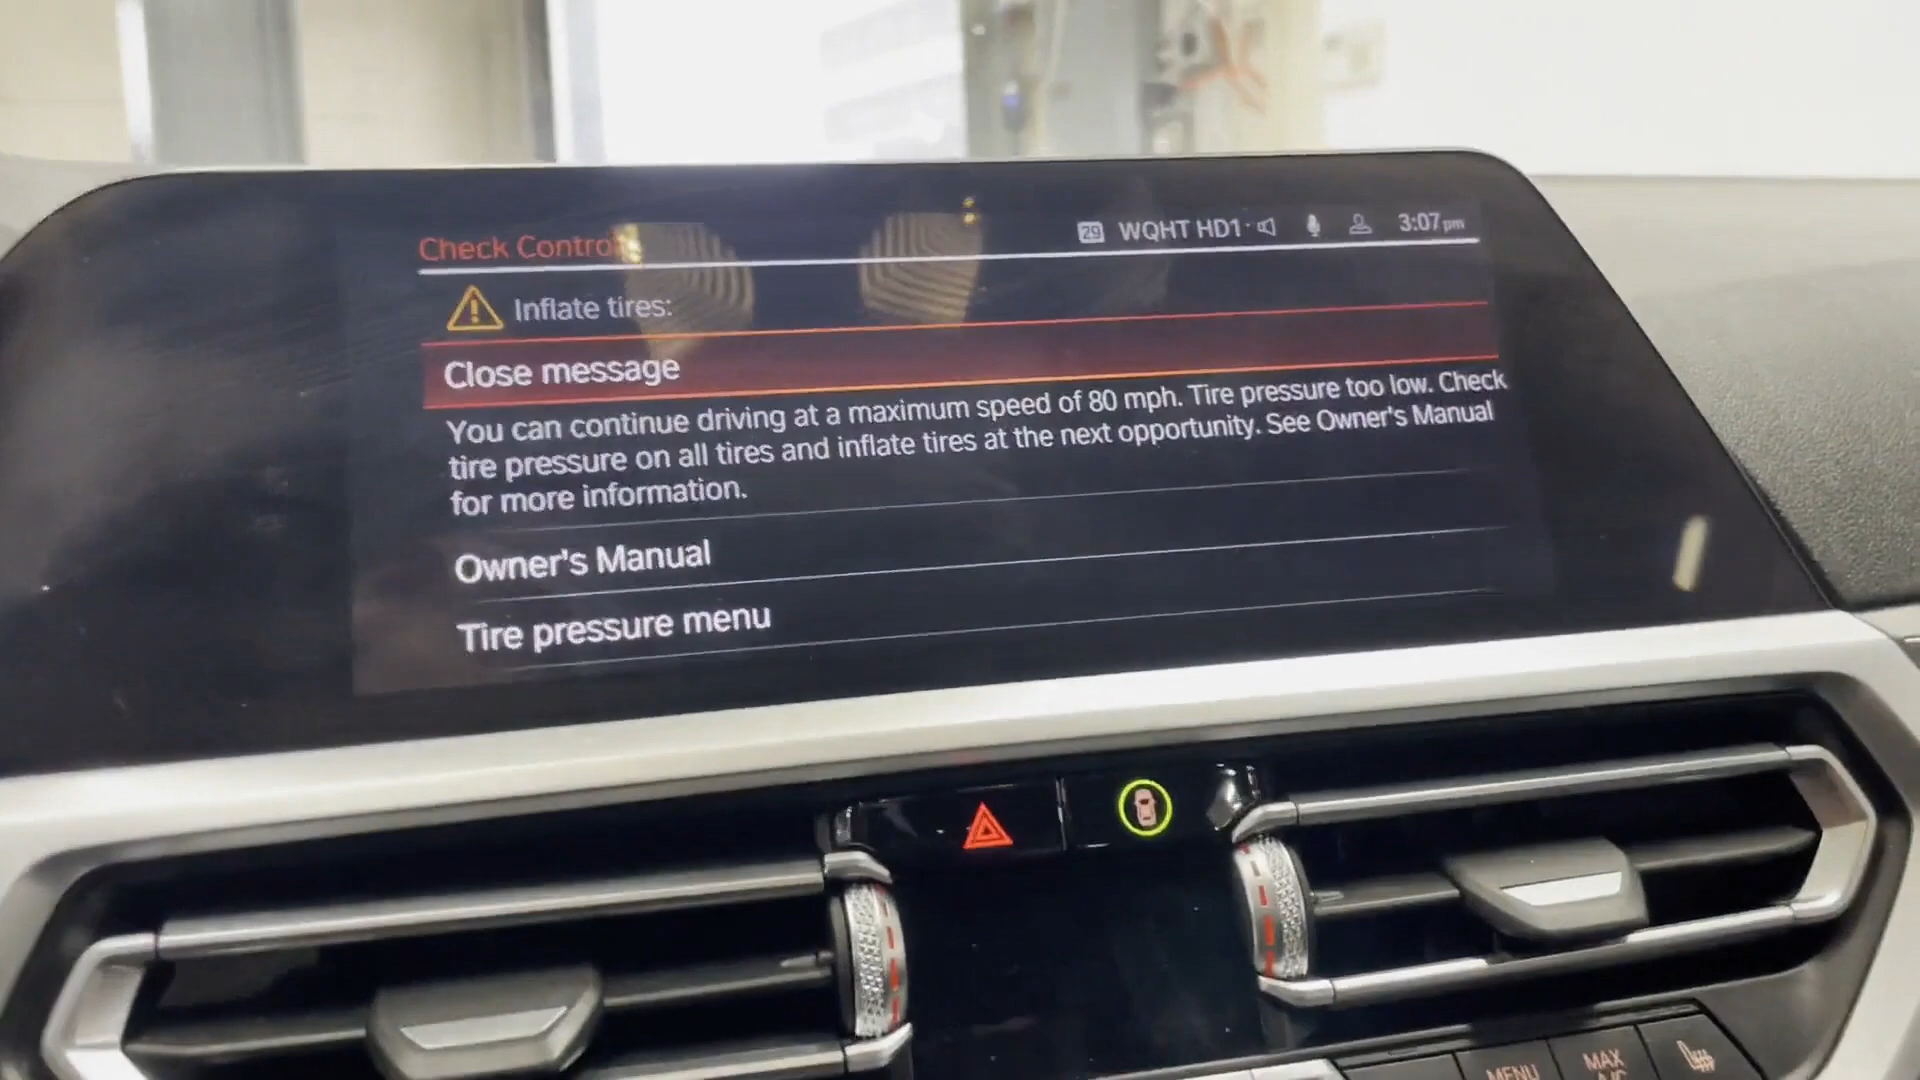 Check Control
29 WQHT HD1· 3:07pm
Inflate tires:
Close message
You can continue driving at a maximum speed of 80 mph. Tire pressure too low. Check
tire pressure on all tires and inflate tires at the next opportunity. See Owner's Manual
for more information.
Owner's Manual
Tire pressure menu
MENU
MAX
A/C